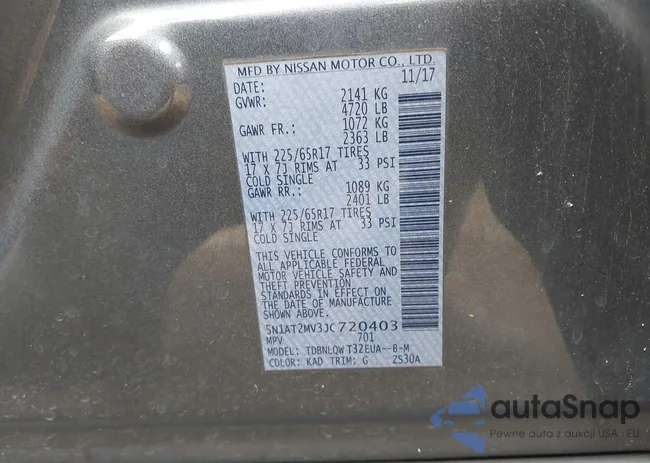 MFD BY NISSAN MOTOR CO., LTD.
DATE: 11/17
GVWR: 2141 KG
4720 LB
GAWR FR.: 1072 KG
2363 LB
WITH 225/65R17 TIRES
17 X 7J RIMS AT 33 PSI
COLD SINGLE
GAWR RR.: 1089 KG
2401 LB
WITH 225/65R17 TIRES
17 X 7J RIMS AT 33 PSI
COLD SINGLE
THIS VEHICLE CONFORMS TO
ALL APPLICABLE FEDERAL
MOTOR VEHICLE SAFETY AND
THEFT PREVENTION
STANDARDS IN EFFECT ON
THE DATE OF MANUFACTURE
SHOWN ABOVE.
5N1AT2MV3JC720403
MPV 701
MODEL: TDBNLQW T32EUA--B-M
COLOR: KAD TRIM: G ZS30A
autaSnap
Pewne auta z aukcji USA i EU